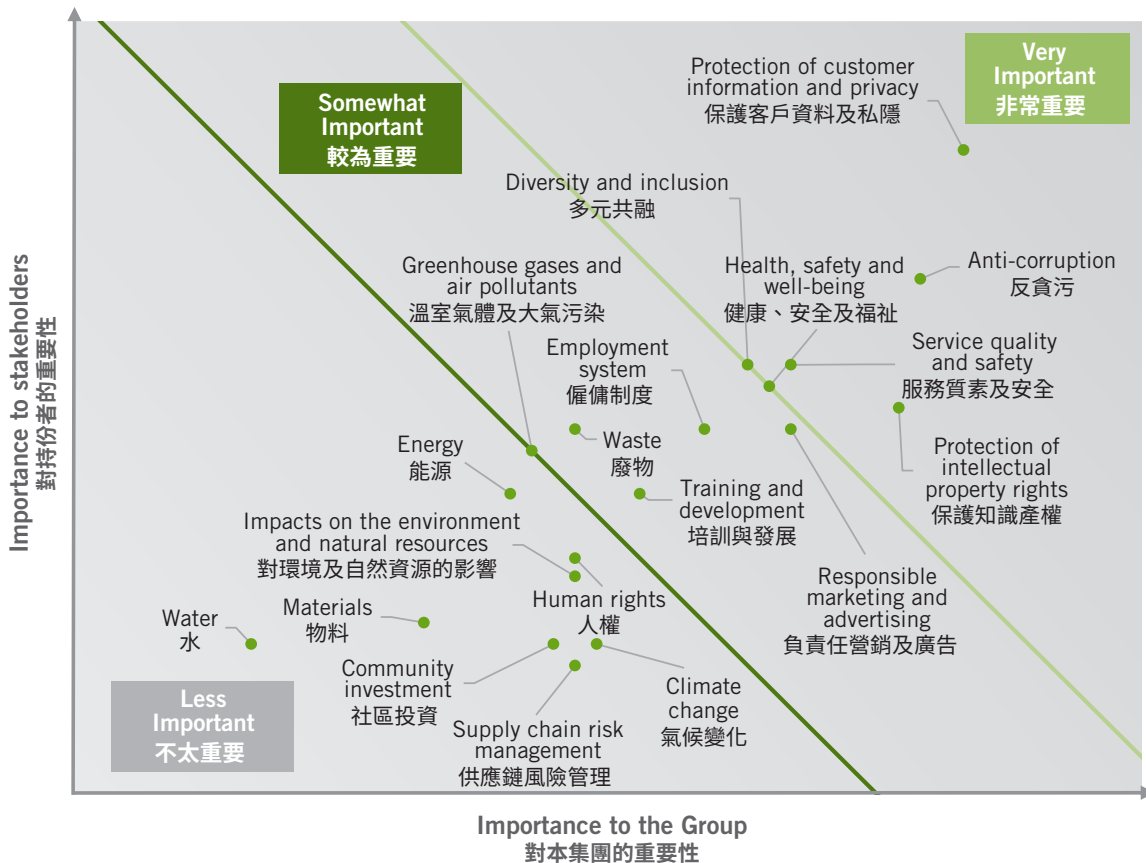 Very
Important
非常重要
Protection of customer
information and privacy
保護客戶資料及私隱
Somewhat
Important
較為重要
Diversity and inclusion
多元共融
Greenhouse gases and
air pollutants
溫室氣體及大氣污染
Health, safety and
well-being
健康、安全及福祉
Anti-corruption
反貪污
Employment
system
僱傭制度
Service quality
and safety
服務質素及安全
Energy
能源
Waste
廢物
Protection of
intellectual
property rights
保護知識產權
Training and
development
培訓與發展
Impacts on the environment
and natural resources
對環境及自然資源的影響
Human rights
人權
Responsible
marketing and
advertising
負責任營銷及廣告
Water
水
Materials
物料
Community
investment
社區投資
Climate
change
氣候變化
Less
Important
不太重要
Supply chain risk
management
供應鏈風險管理
Importance to stakeholders
對持份者的重要性
Importance to the Group
對本集團的重要性